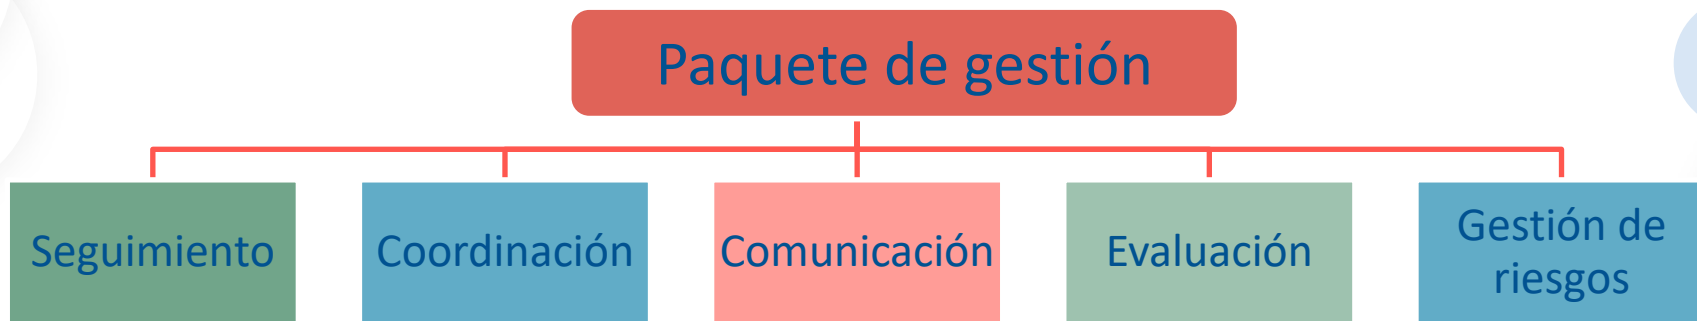 Paquete de gestión
Seguimiento
Coordinación
Comunicación
Evaluación
Gestión de
riesgos